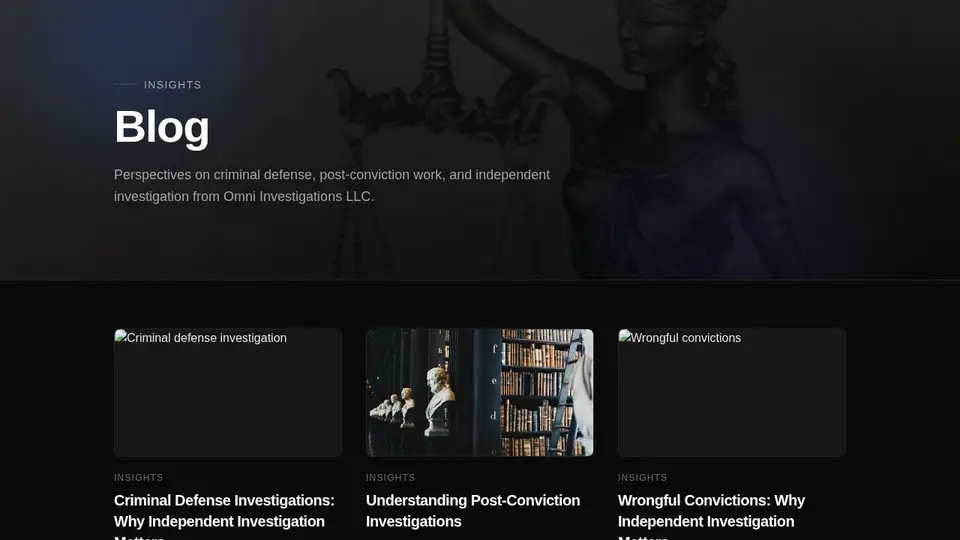 INSIGHTS
Blog
Perspectives on criminal defense, post-conviction work, and independent
investigation from Omni Investigations LLC.
Criminal defense investigation
Wrongful convictions
h
f
e
d
o
INSIGHTS
INSIGHTS
INSIGHTS
Criminal Defense Investigations:
Why Independent Investigation
Matters:
Understanding Post-Conviction
Investigations
Wrongful Convictions: Why
Independent Investigation
Matters